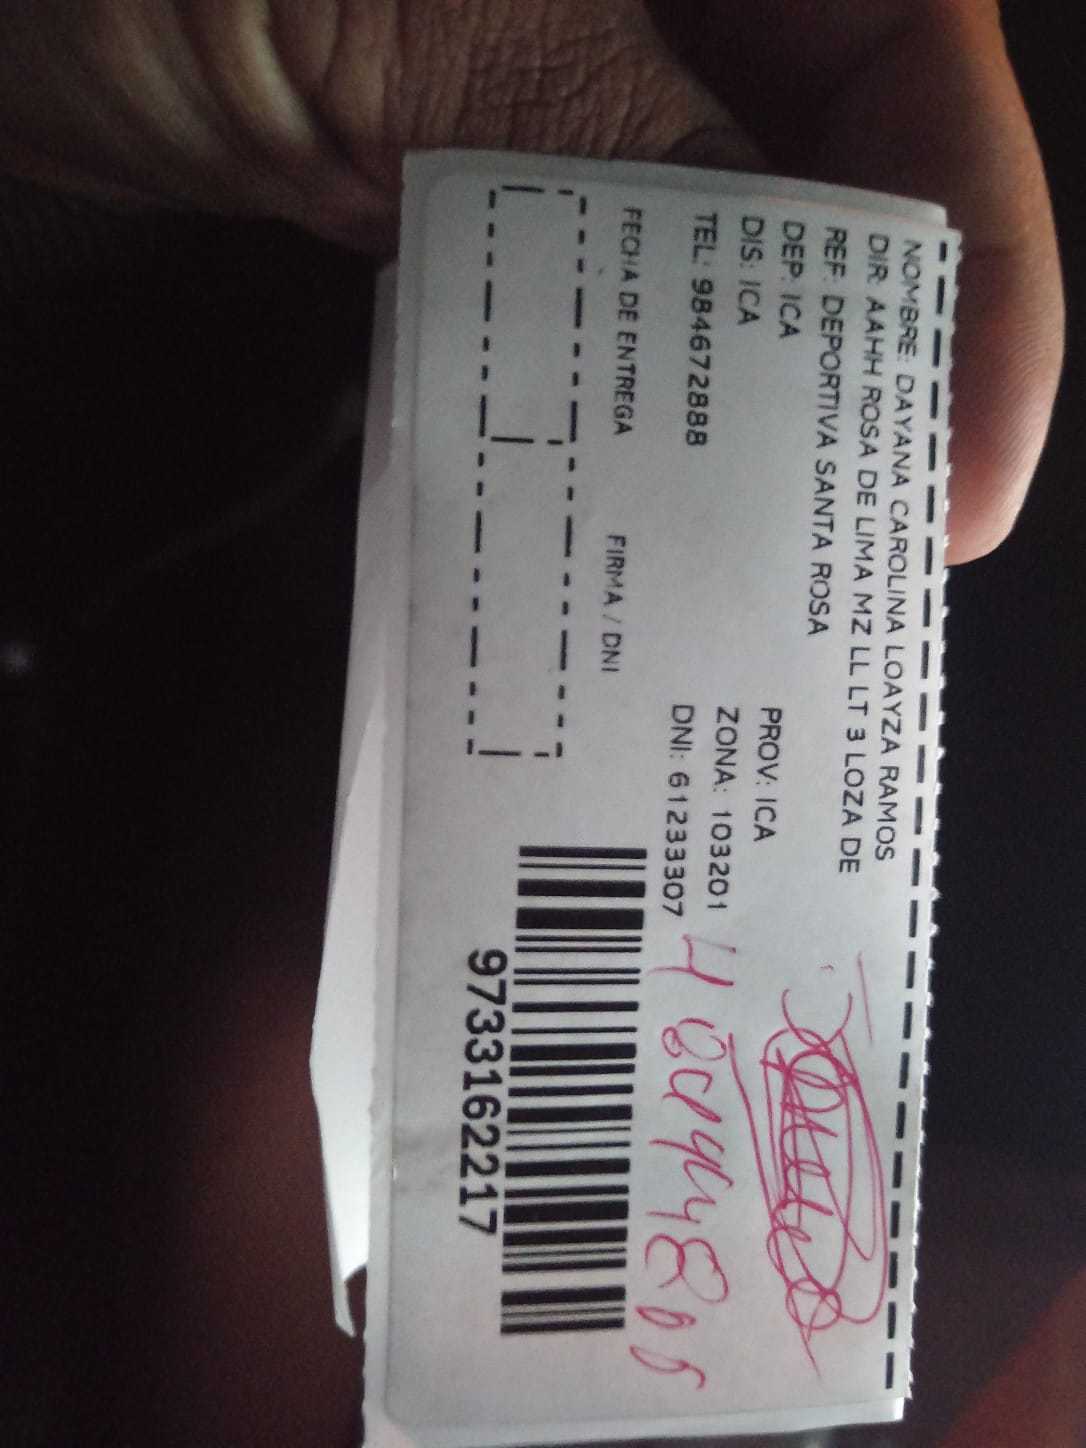 NOMBRE: DAYANA CAROLINA LOAYZA RAMOS
DIR: AAHH ROSA DE LIMA MZ LL LT 3 LOZA DE
REF: DEPORTIVA SANTA ROSA
DEP: ICA PROV: ICA
DIS: ICA ZONA: 103201
TEL: 984672888 DNI: 61233307
FECHA DE ENTREGA FIRMA / DNI
9733162217